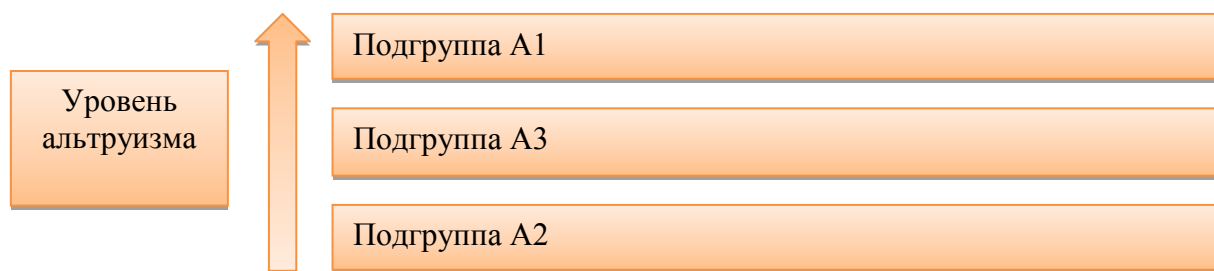 Уровень
альтруизма
Подгруппа А1
Подгруппа А3
Подгруппа А2